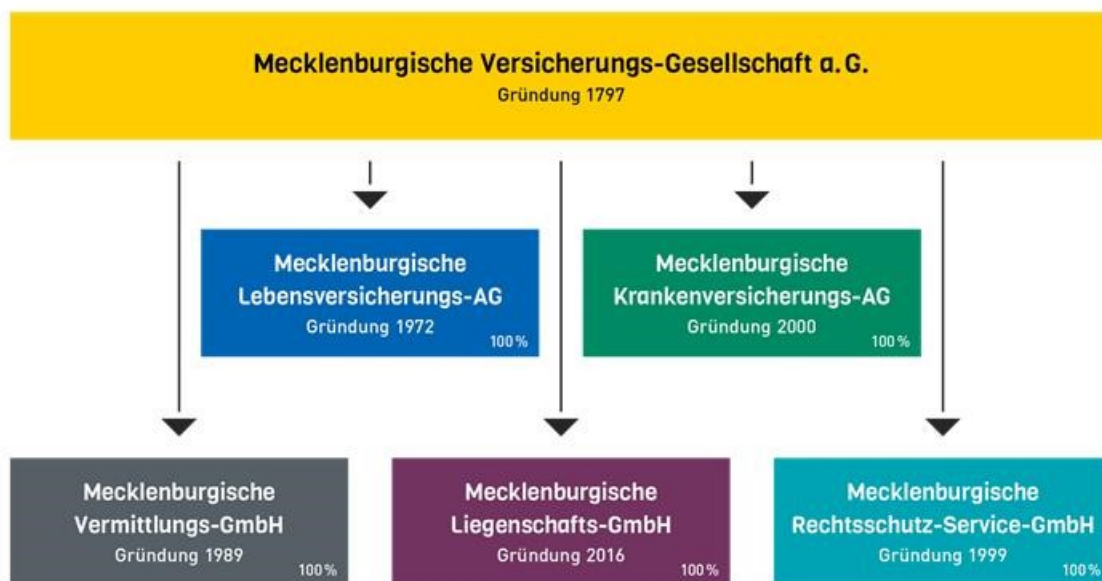 Mecklenburgische Versicherungs-Gesellschaft a. G.
Gründung 1797
Mecklenburgische
Lebensversicherungs-AG
Gründung 1972
100 %
Mecklenburgische
Krankenversicherungs-AG
Gründung 2000
100 %
Mecklenburgische
Vermittlungs-GmbH
Gründung 1989
100 %
Mecklenburgische
Liegenschafts-GmbH
Gründung 2016
100 %
Mecklenburgische
Rechtsschutz-Service-GmbH
Gründung 1999
100 %